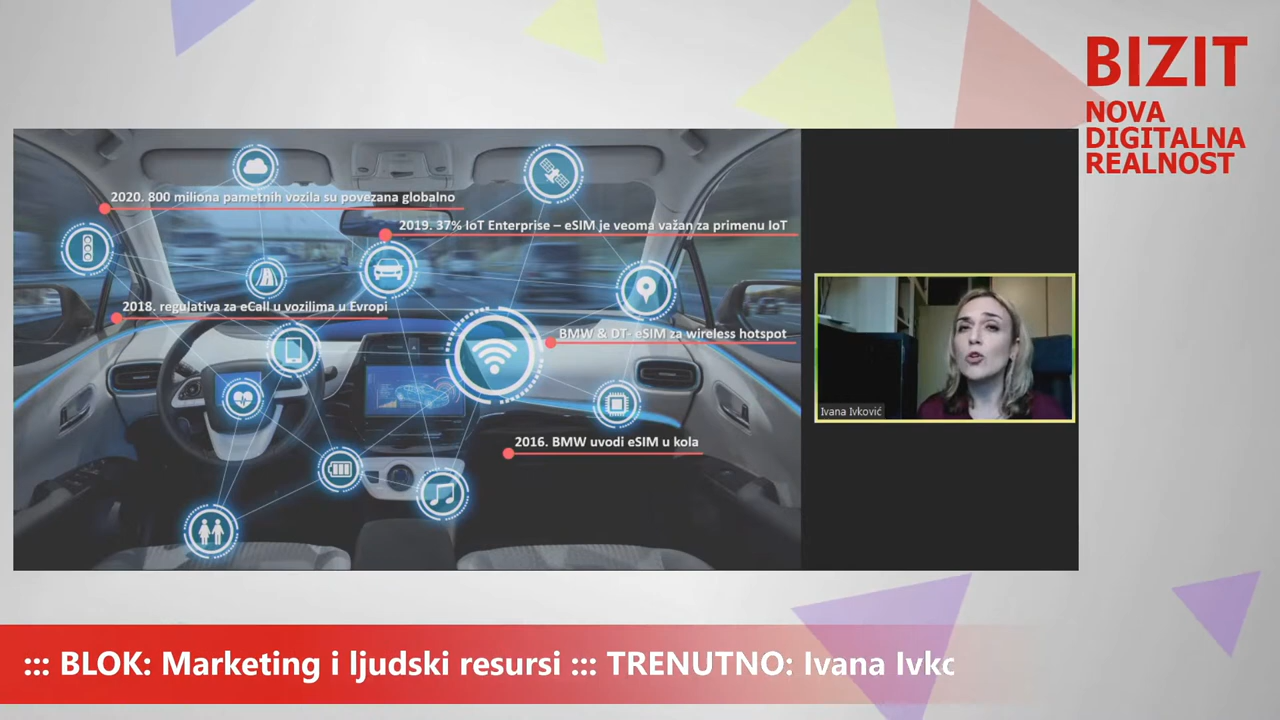 BIZIT
NOVA
DIGITALNA
REALNOST
2020. 800 miliona pametnih vozila su povezana globalno
2019. 37% IoT Enterprise – eSIM je veoma važan za primenu IoT
2018. regulativa za eCall u vozilima u Evropi
BMW & DT- eSIM za wireless hotspot
2016. BMW uvodi eSIM u kola
Ivana Ivković
::: BLOK: Marketing i ljudski resursi ::: TRENUTNO: Ivana Ivkc